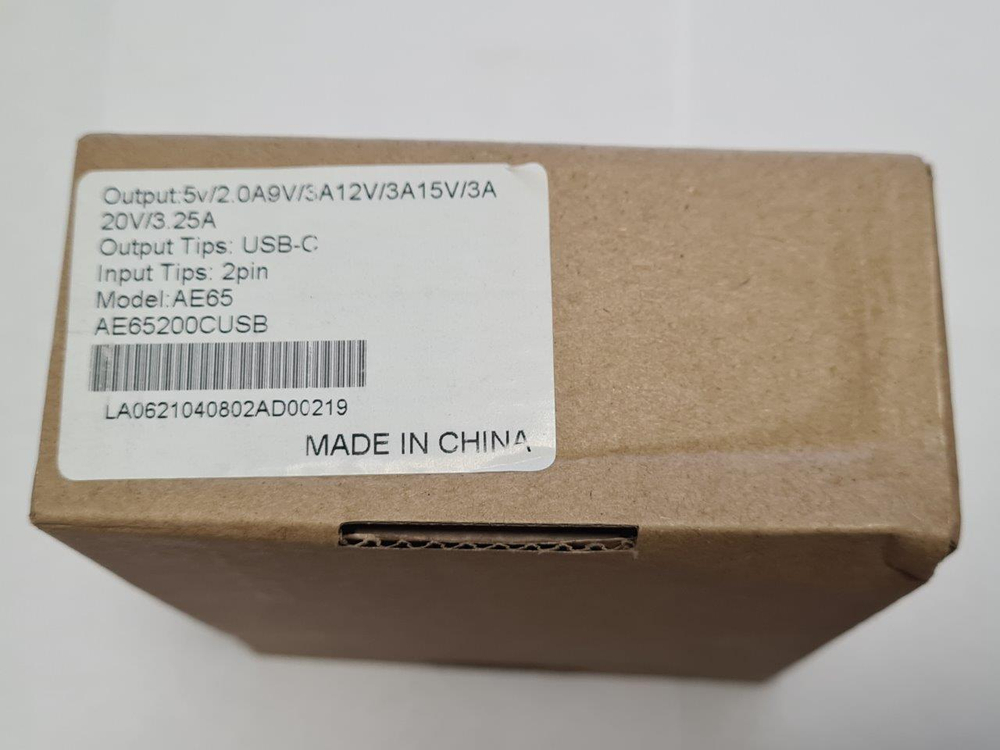 Output:5v/2.0A9V/3A12V/3A15V/3A
20V/3.25A
Output Tips: USB-C
Input Tips: 2pin
Model:AE65
AE65200CUSB
LA0621040802AD00219
MADE IN CHINA